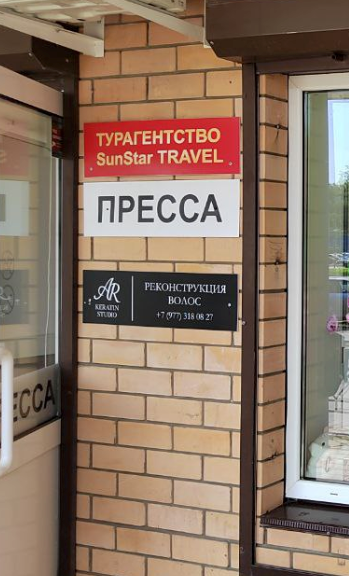 ТУРАГЕНТСТВО
SunStar TRAVEL
ПРЕССА
AR
KERATIN
STUDIO
РЕКОНСТРУКЦИЯ
ВОЛОС
+7 (977) 318 08 27
ЕССА